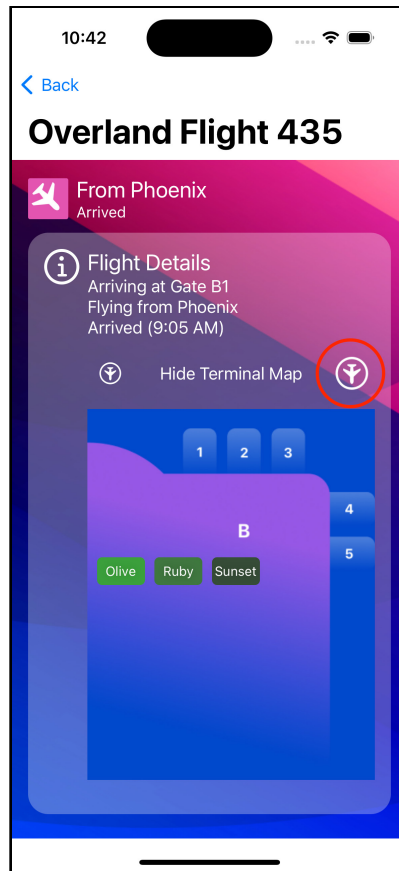 10:42
Back
Overland Flight 435
From Phoenix
Arrived
Flight Details
Arriving at Gate B1
Flying from Phoenix
Arrived (9:05 AM)
Hide Terminal Map
1 2 3
4
B
5
Olive Ruby Sunset